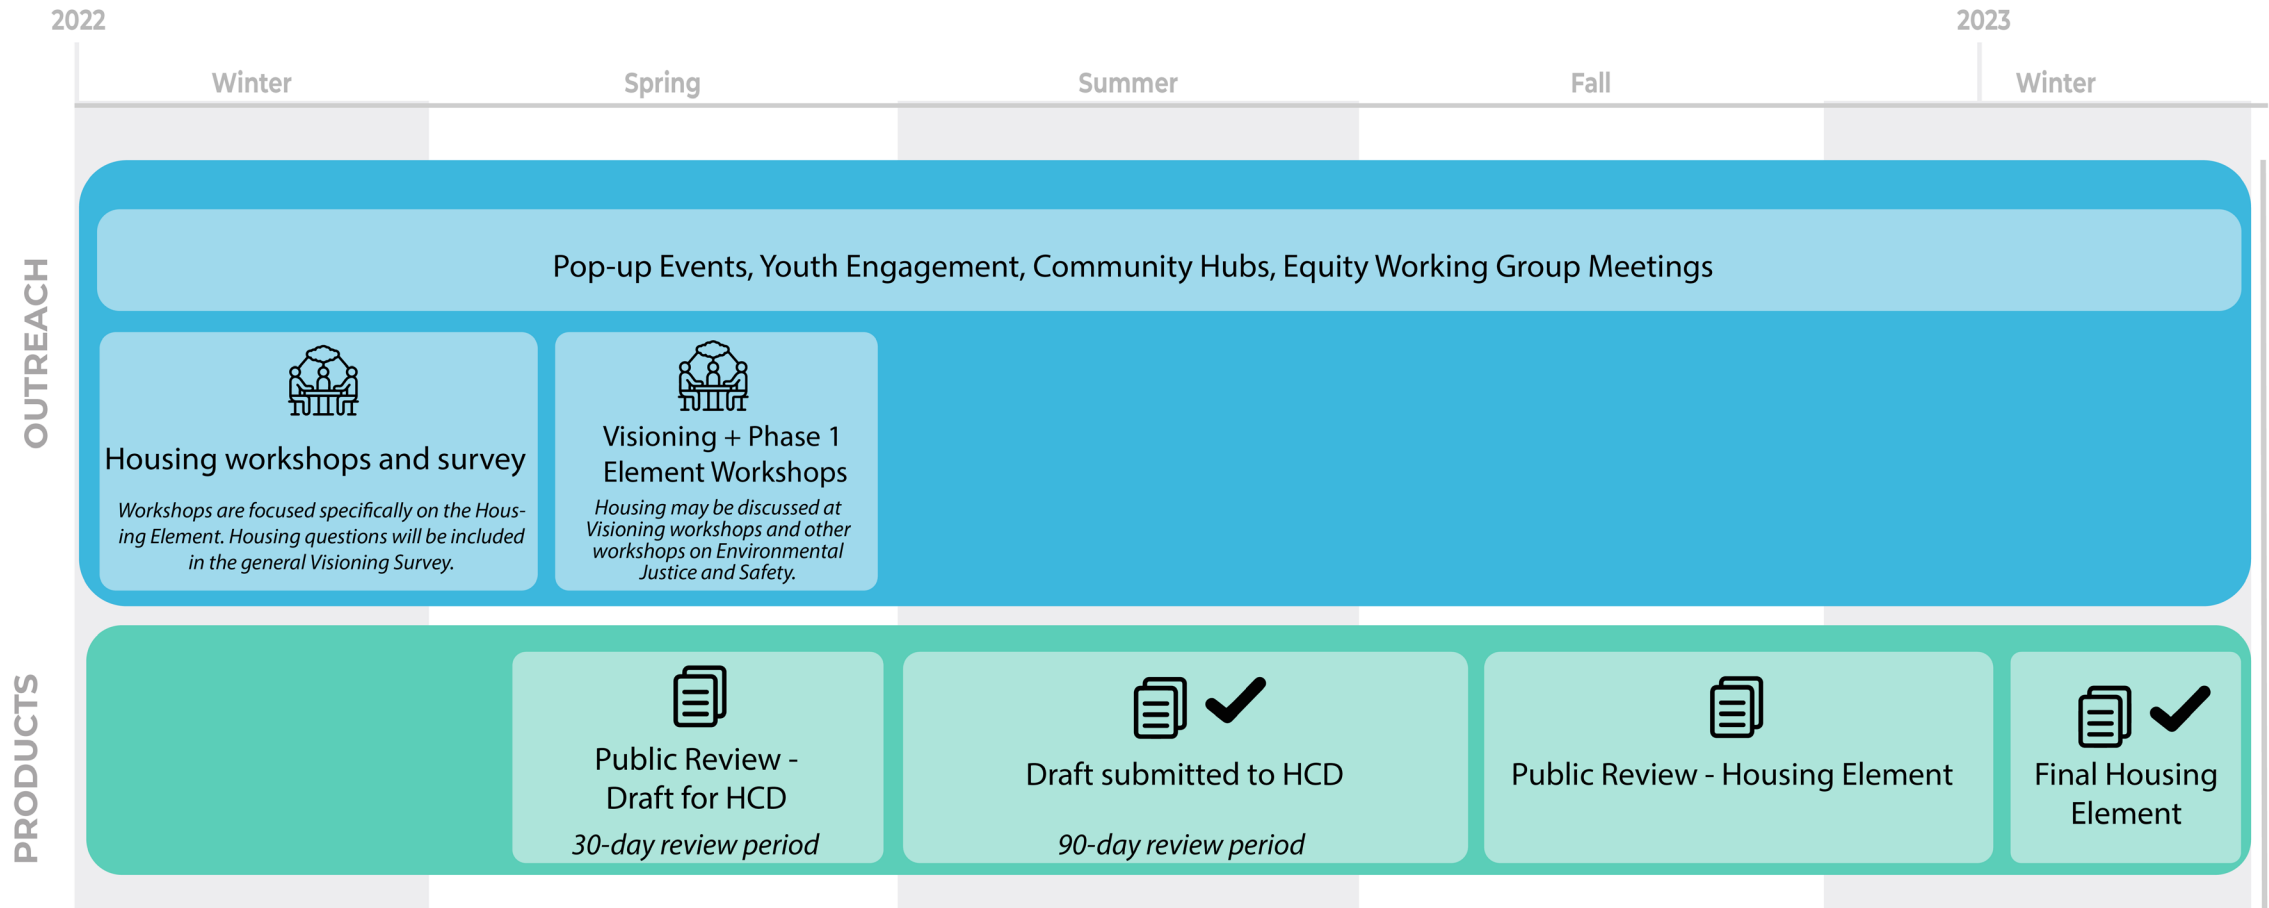 2022
2023
Winter
Spring
Summer
Fall
Winter
OUTREACH
Pop-up Events, Youth Engagement, Community Hubs, Equity Working Group Meetings
Housing workshops and survey
Workshops are focused specifically on the Hous-
ing Element. Housing questions will be included
in the general Visioning Survey.
Visioning + Phase 1
Element Workshops
Housing may be discussed at
Visioning workshops and other
workshops on Environmental
Justice and Safety.
PRODUCTS
Public Review -
Draft for HCD
30-day review period
Draft submitted to HCD
90-day review period
Public Review - Housing Element
Final Housing
Element